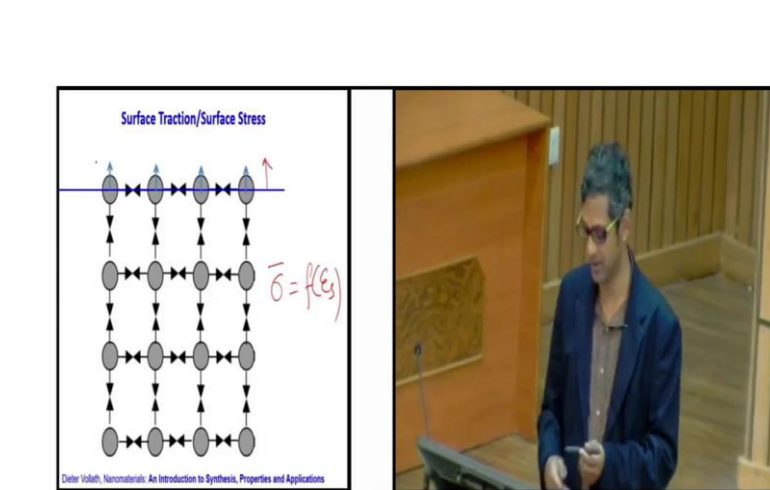 Surface Traction/Surface Stress
σ̄ = f(εs)
Dieter Vollath, Nanomaterials: An Introduction to Synthesis, Properties and Applications